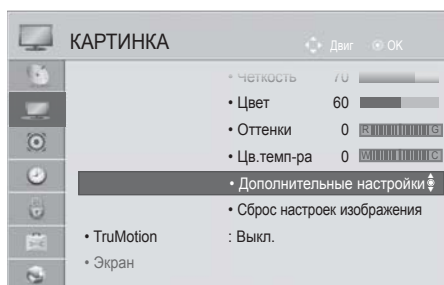 КАРТИНКА Двиг OK
• Четкость 70
• Цвет 60
• Оттенки 0 R G
• Цв.темп-ра 0 W C
• Дополнительные настройки
• Сброс настроек изображения
• TruMotion : Выкл.
• Экран